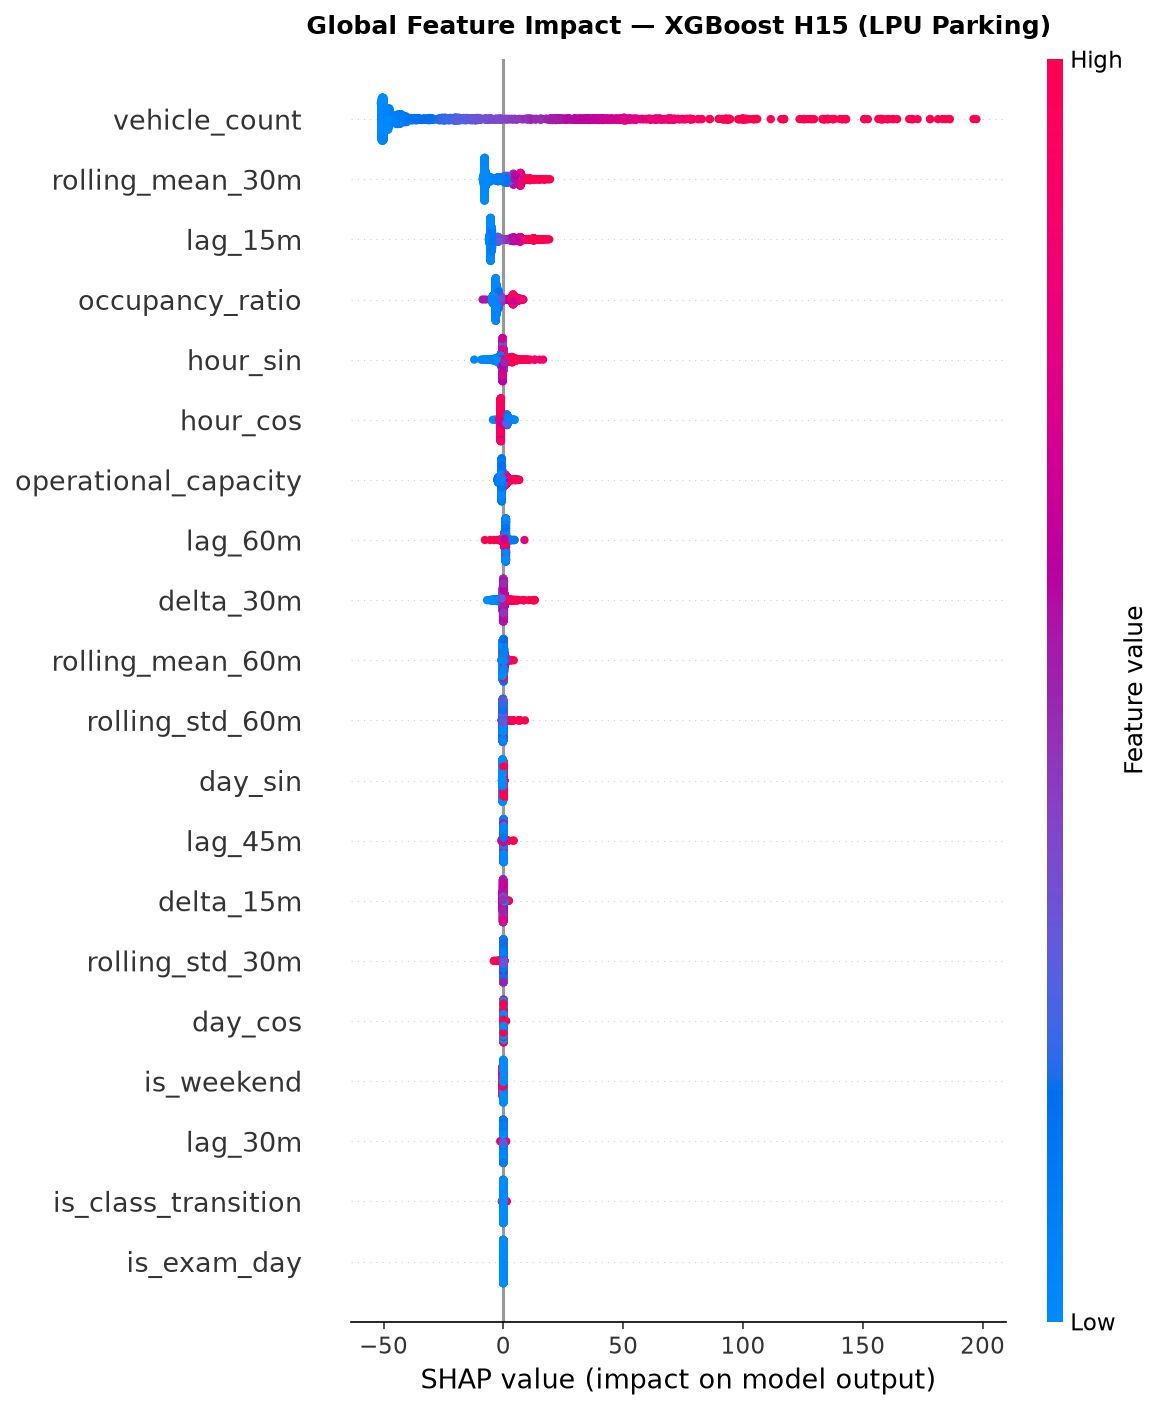 Global Feature Impact — XGBoost H15 (LPU Parking)
High
vehicle_count
rolling_mean_30m
lag_15m
occupancy_ratio
hour_sin
hour_cos
operational_capacity
lag_60m
delta_30m
rolling_mean_60m
rolling_std_60m
day_sin
lag_45m
delta_15m
rolling_std_30m
day_cos
is_weekend
lag_30m
is_class_transition
is_exam_day
Feature value
Low
−50 0 50 100 150 200
SHAP value (impact on model output)